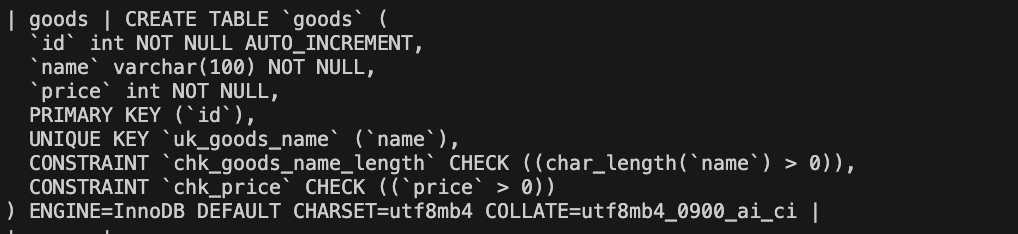 | goods | CREATE TABLE `goods` (
  `id` int NOT NULL AUTO_INCREMENT,
  `name` varchar(100) NOT NULL,
  `price` int NOT NULL,
  PRIMARY KEY (`id`),
  UNIQUE KEY `uk_goods_name` (`name`),
  CONSTRAINT `chk_goods_name_length` CHECK ((char_length(`name`) > 0)),
  CONSTRAINT `chk_price` CHECK ((`price` > 0))
) ENGINE=InnoDB DEFAULT CHARSET=utf8mb4 COLLATE=utf8mb4_0900_ai_ci |